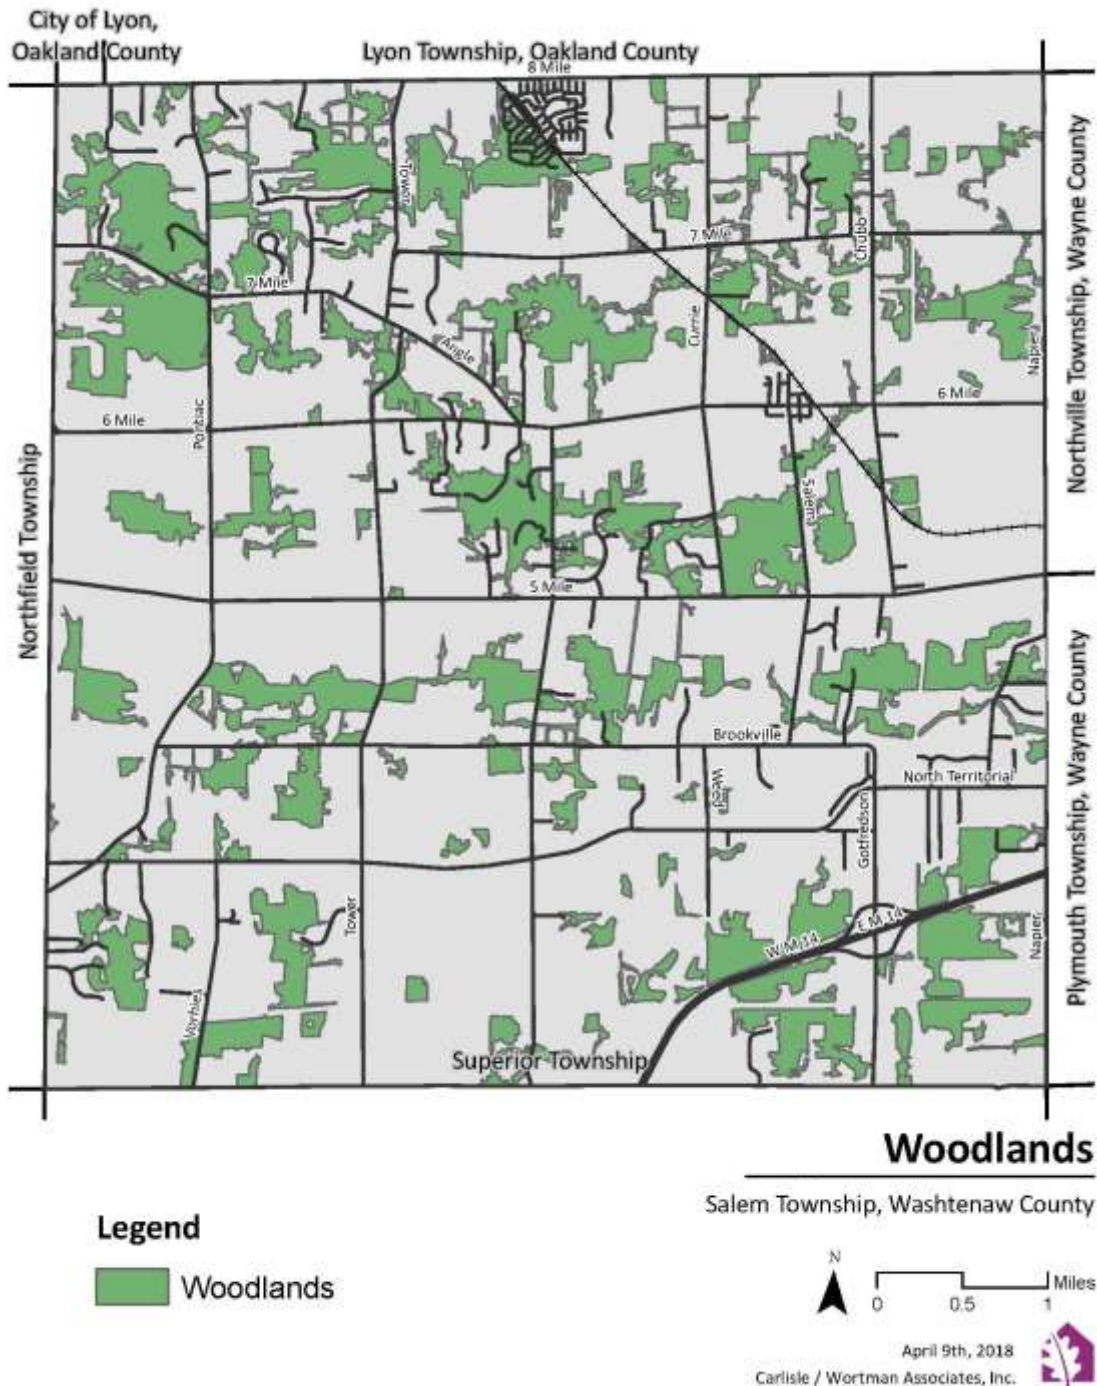 City of Lyon,
Oakland County
Lyon Township, Oakland County
8 Mile
Tower
Chubb
7 Mile
7 Mile
Currie
Angle
Napier
6 Mile
6 Mile
Pontiac
Salem
5 Mile
Northfield Township
Northville Township, Wayne County
Brookville
Weed
North Territorial
Gotfredson
Tower
W M 14
E M 14
Napier
Vorhies
Superior Township
Plymouth Township, Wayne County
Woodlands
Salem Township, Washtenaw County
Legend
Woodlands
N
Miles
0 0.5 1
April 9th, 2018
Carlisle / Wortman Associates, Inc.